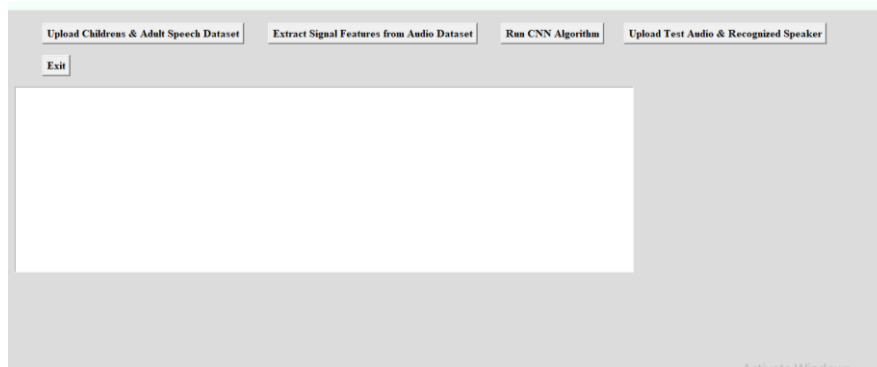 Upload Childrens & Adult Speech Dataset Extract Signal Features from Audio Dataset Run CNN Algorithm Upload Test Audio & Recognized Speaker
Exit